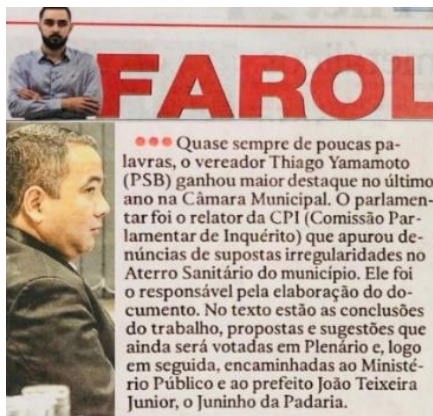 FAROL
Quase sempre de poucas pa-
lavras, o vereador Thiago Yamamoto
(PSB) ganhou maior destaque no último
ano na Câmara Municipal. O parlamen-
tar foi o relator da CPI (Comissão Par-
lamentar de Inquérito) que apurou de-
núncias de supostas irregularidades no
Aterro Sanitário do município. Ele foi
o responsável pela elaboração do do-
cumento. No texto estão as conclusões
do trabalho, propostas e sugestões que
ainda será votadas em Plenário e, logo
em seguida, encaminhadas ao Ministé-
rio Público e ao prefeito João Teixeira
Junior, o Juninho da Padaria.